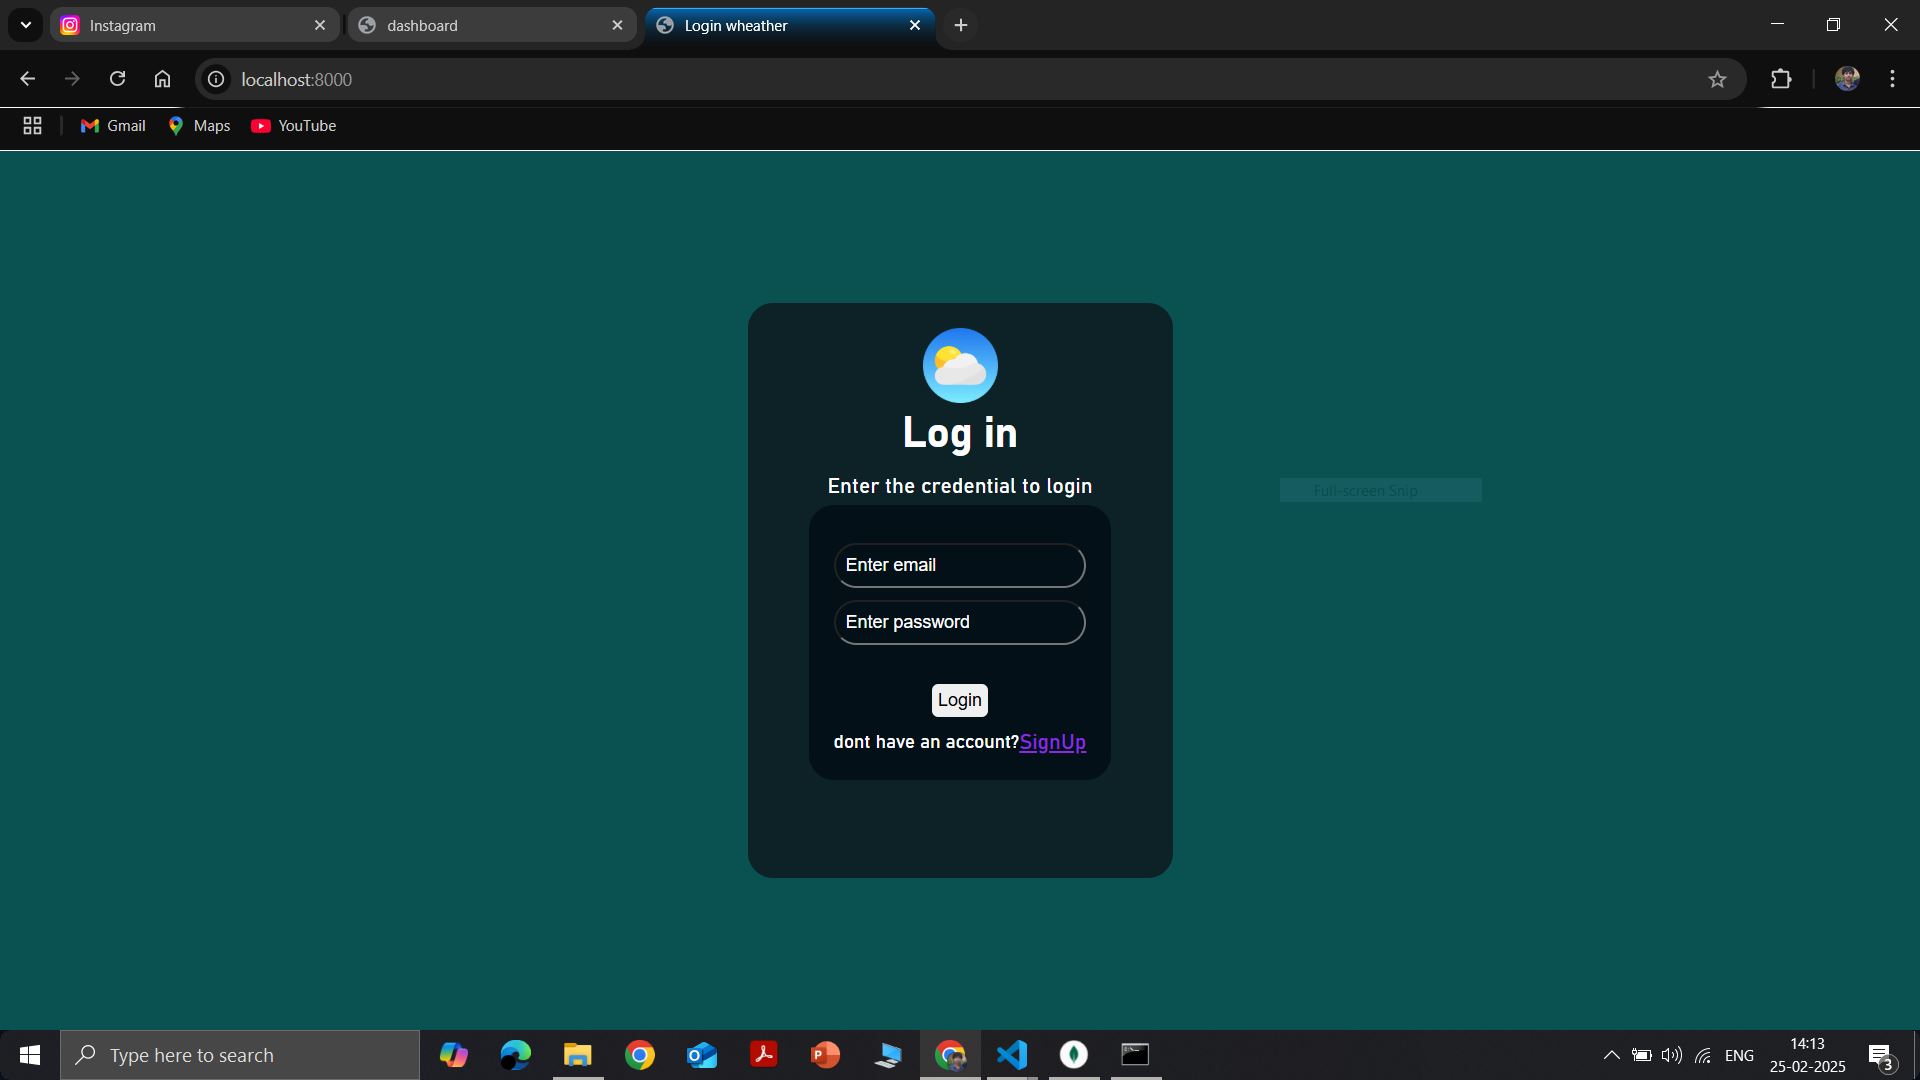 Instagram
dashboard
Login wheather
localhost:8000
Gmail
Maps
YouTube
Log in
Enter the credential to login
Full-screen Snip
Enter email
Enter password
Login
dont have an account?SignUp
Type here to search
ENG
14:13
25-02-2025
3